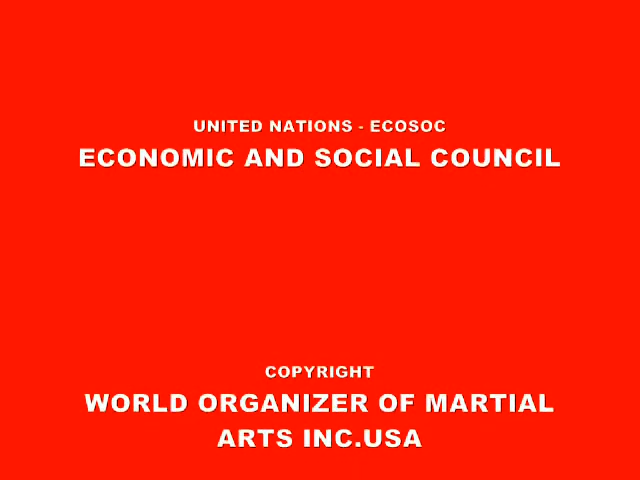 UNITED NATIONS - ECOSOC
ECONOMIC AND SOCIAL COUNCIL
COPYRIGHT
WORLD ORGANIZER OF MARTIAL
ARTS INC.USA